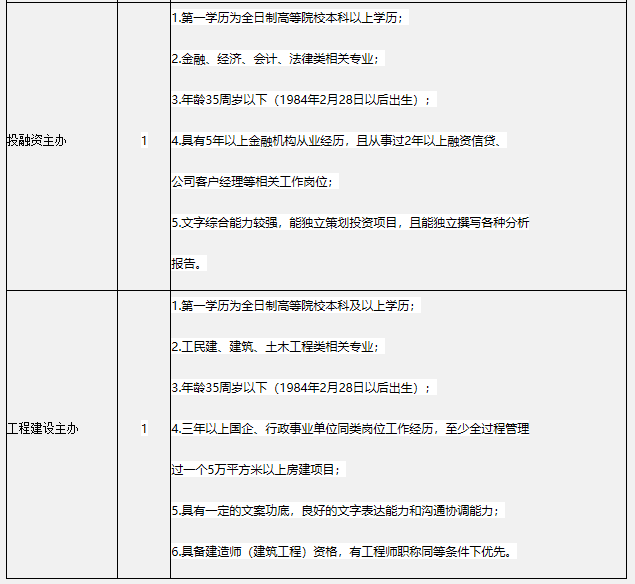 1.第一学历为全日制高等院校本科以上学历；
2.金融、经济、会计、法律类相关专业；
3.年龄35周岁以下（1984年2月28日以后出生）；
投融资主办
1
4.具有5年以上金融机构从业经历，且从事过2年以上融资信贷、
公司客户经理等相关工作岗位；
5.文字综合能力较强，能独立策划投资项目，且能独立撰写各种分析
报告。
1.第一学历为全日制高等院校本科及以上学历；
2.工民建、建筑、土木工程类相关专业；
3.年龄35周岁以下（1984年2月28日以后出生）；
工程建设主办
1
4.三年以上国企、行政事业单位同类岗位工作经历，至少全过程管理
过一个5万平方米以上房建项目；
5.具有一定的文案功底，良好的文字表达能力和沟通协调能力；
6.具备建造师（建筑工程）资格，有工程师职称同等条件下优先。